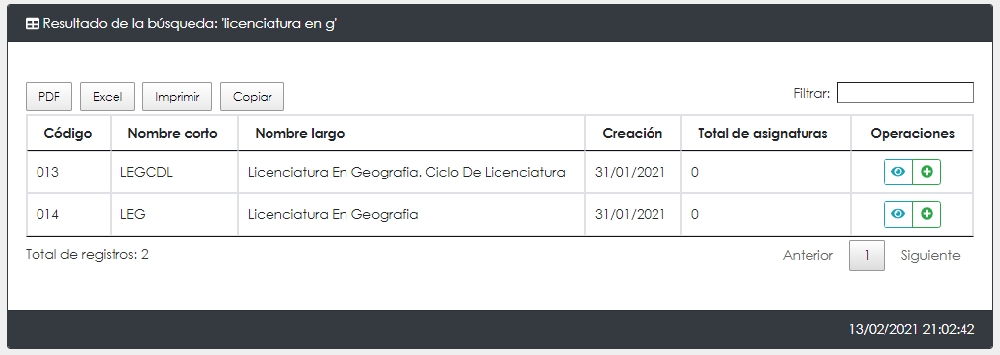 Resultado de la búsqueda: 'licenciatura en g'
PDF Excel Imprimir Copiar Filtrar:
Código Nombre corto Nombre largo Creación Total de asignaturas Operaciones
013 LEGCDL Licenciatura En Geografia. Ciclo De Licenciatura 31/01/2021 0
014 LEG Licenciatura En Geografia 31/01/2021 0
Total de registros: 2 Anterior 1 Siguiente
13/02/2021 21:02:42